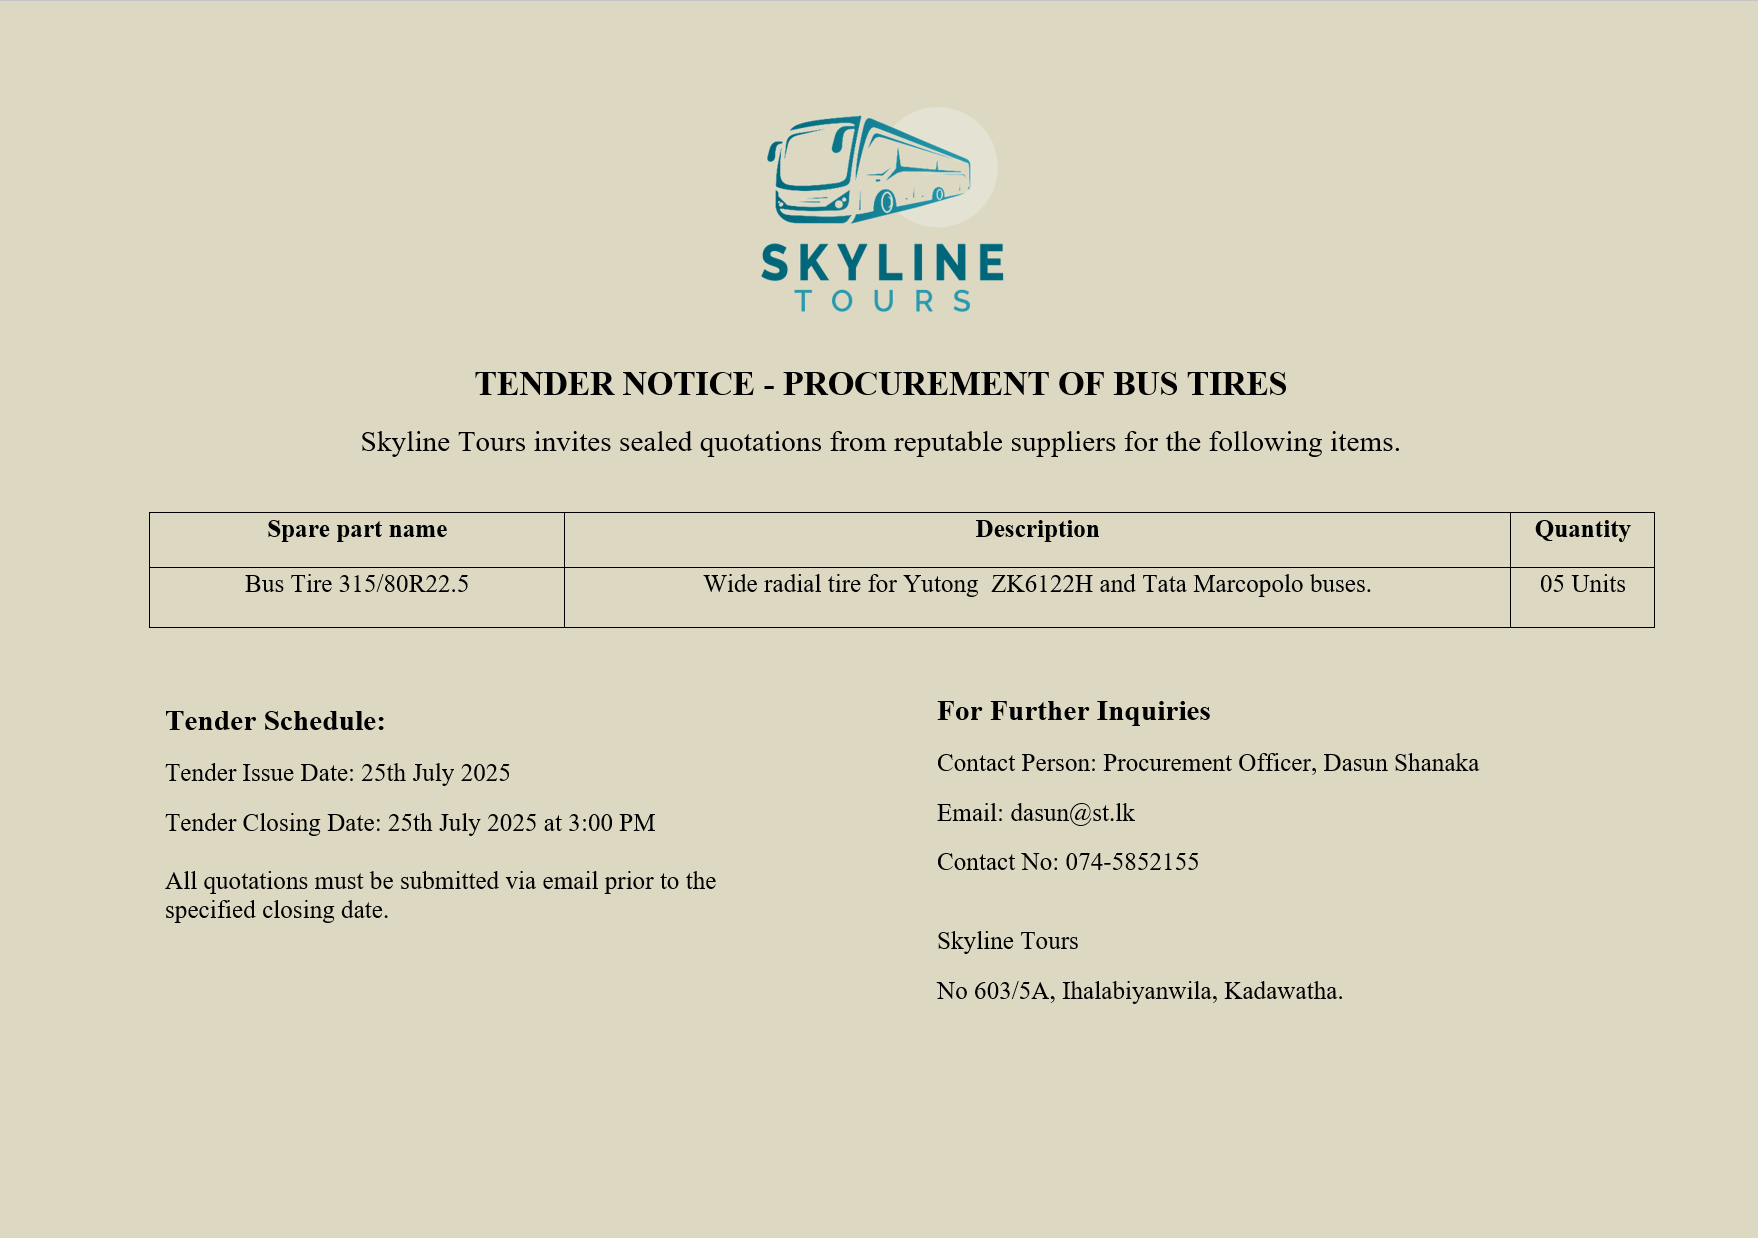 SKYLINE
TOURS
TENDER NOTICE - PROCUREMENT OF BUS TIRES
Skyline Tours invites sealed quotations from reputable suppliers for the following items.
Spare part name Description Quantity
Bus Tire 315/80R22.5 Wide radial tire for Yutong  ZK6122H and Tata Marcopolo buses. 05 Units
Tender Schedule:
Tender Issue Date: 25th July 2025
Tender Closing Date: 25th July 2025 at 3:00 PM
All quotations must be submitted via email prior to the
specified closing date.
For Further Inquiries
Contact Person: Procurement Officer, Dasun Shanaka
Email: dasun@st.lk
Contact No: 074-5852155
Skyline Tours
No 603/5A, Ihalabiyanwila, Kadawatha.